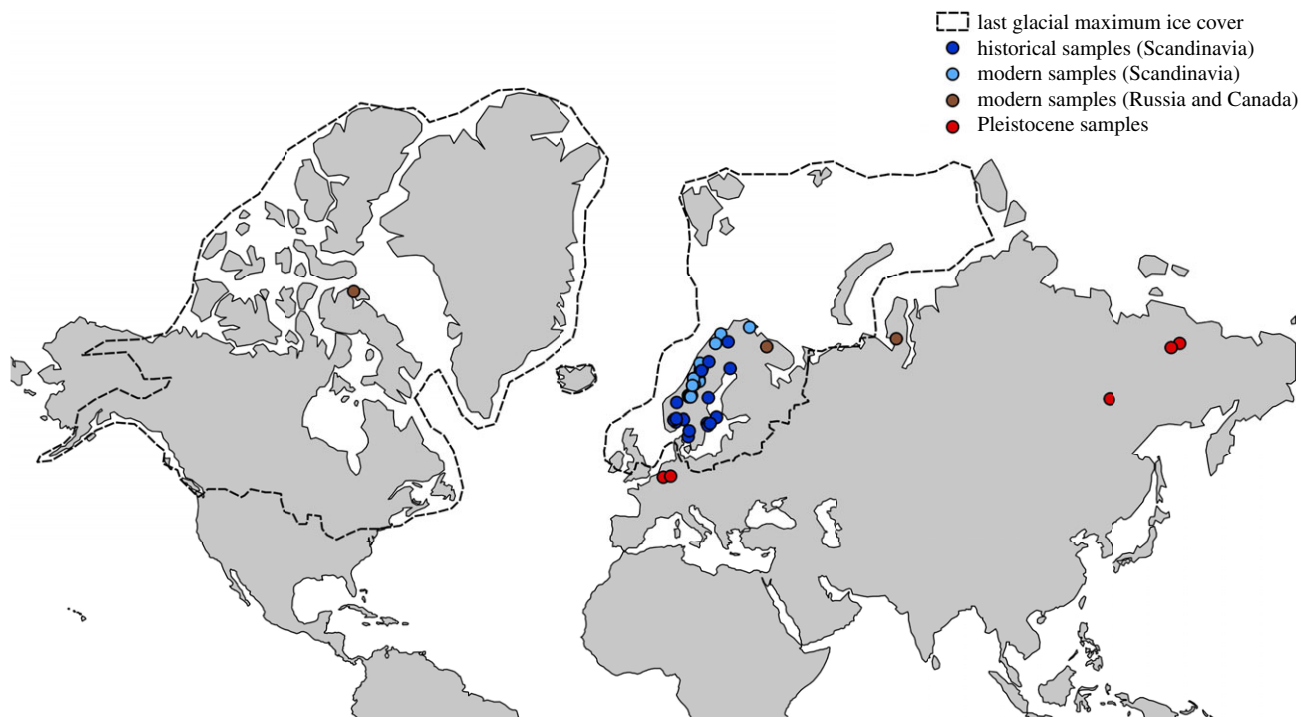 last glacial maximum ice cover
historical samples (Scandinavia)
modern samples (Scandinavia)
modern samples (Russia and Canada)
Pleistocene samples